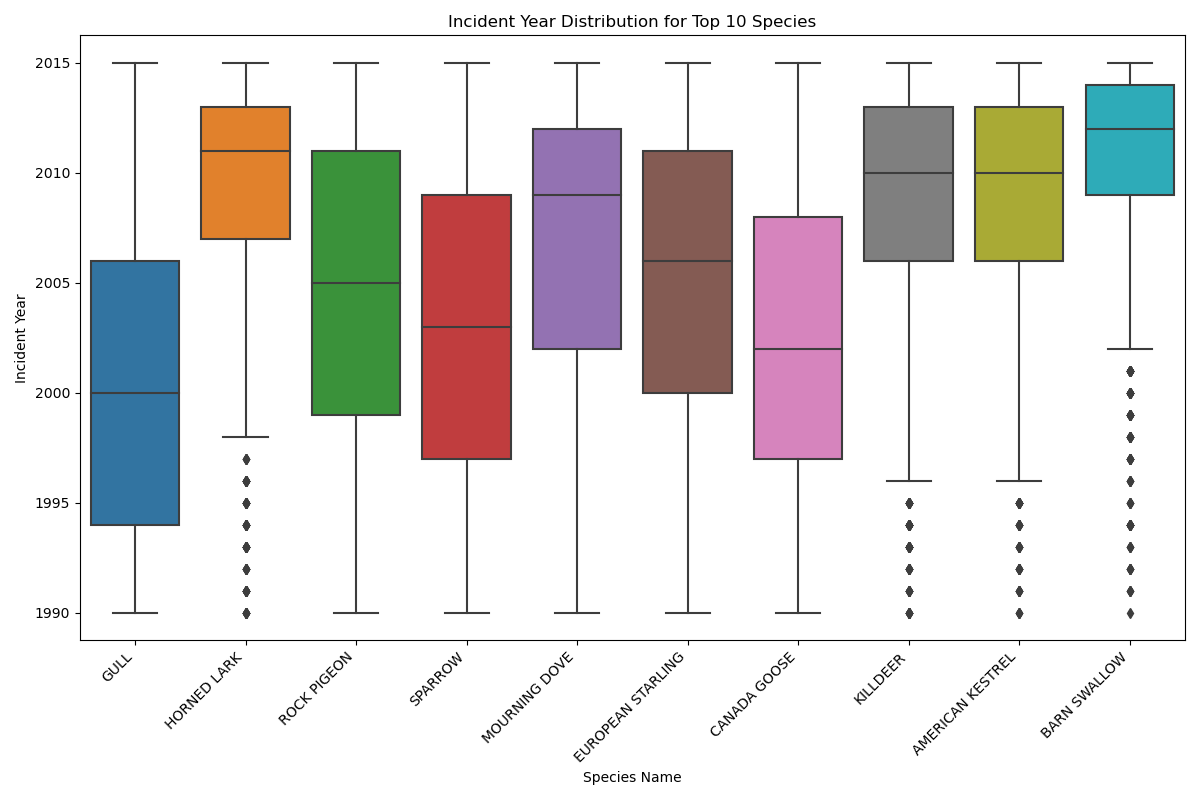 Incident Year Distribution for Top 10 Species
Incident Year
2015
2010
2005
2000
1995
1990
GULL
HORNED LARK
ROCK PIGEON
SPARROW
MOURNING DOVE
EUROPEAN STARLING
CANADA GOOSE
KILLDEER
AMERICAN KESTREL
BARN SWALLOW
Species Name